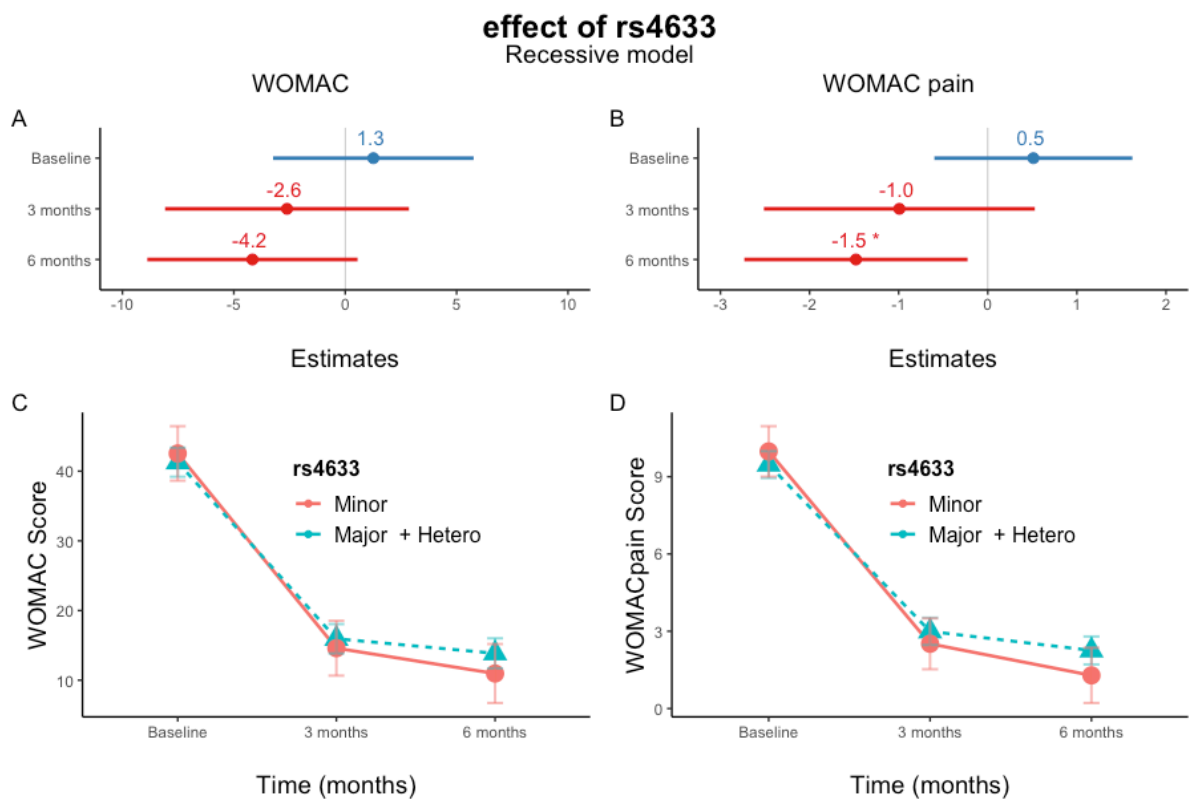 effect of rs4633
Recessive model
WOMAC
WOMAC pain
A
1.3
Baseline
-2.6
3 months
-4.2
6 months
-10 -5 0 5 10
Estimates
B
0.5
Baseline
-1.0
3 months
-1.5 *
6 months
-3 -2 -1 0 1 2
Estimates
C
WOMAC Score
40
30
20
10
rs4633
Minor
Major + Hetero
Baseline 3 months 6 months
Time (months)
D
WOMACpain Score
9
6
3
0
rs4633
Minor
Major + Hetero
Baseline 3 months 6 months
Time (months)